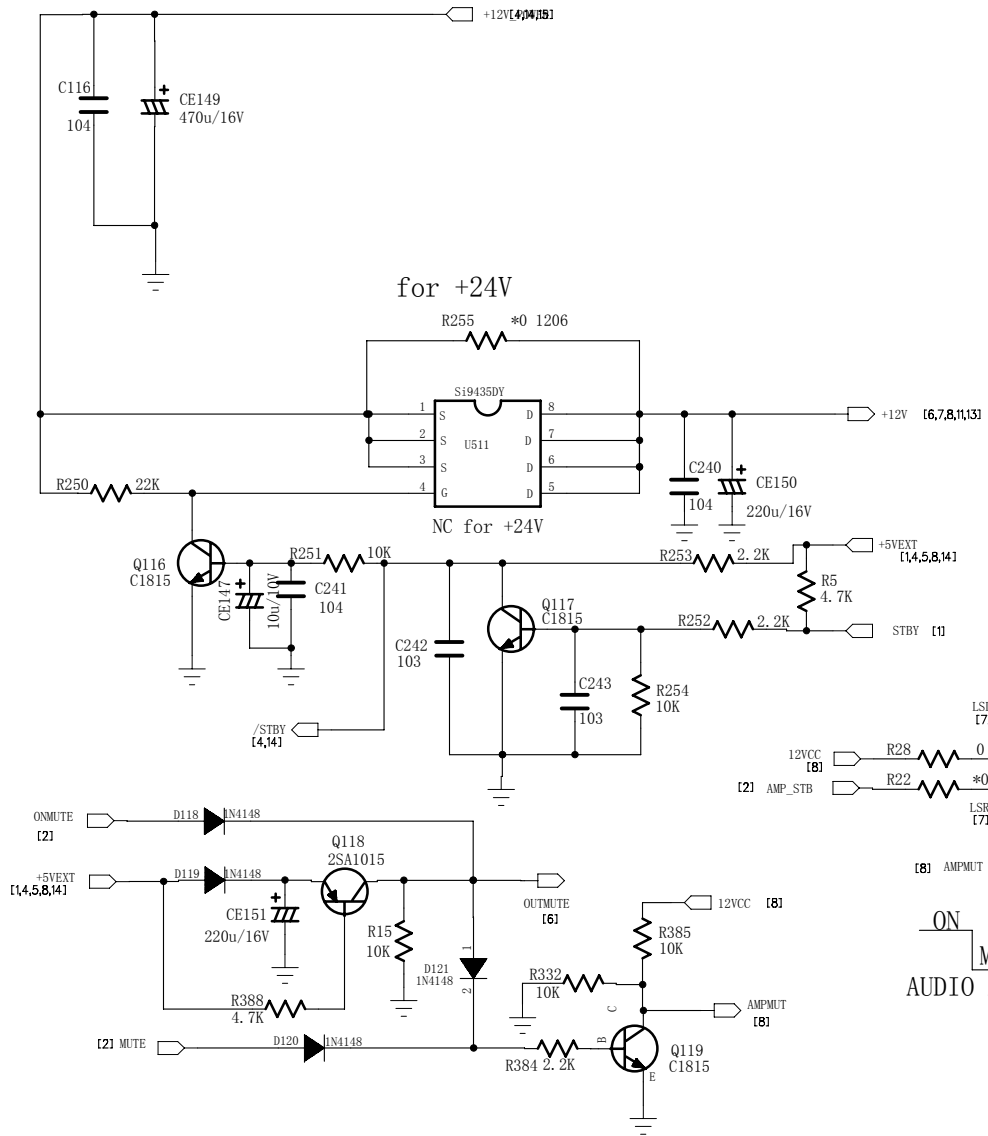 +12V
[4,14,15]
C116
104
CE149
470u/16V
for +24V
R255 *0 1206
Si9435DY
1 S D 8
2 S U511 D 7
3 S D 6
4 G D 5
+12V [6,7,8,11,13]
R250 22K
C240
104
CE150
220u/16V
NC for +24V
Q116
C1815
R251 10K
CE147
10u/10V
C241
104
R253 2.2K
+5VEXT
[1,4,5,8,14]
R5
4.7K
Q117
C1815
R252 2.2K
STBY [1]
C242
103
C243
103
R254
10K
/STBY
[4,14]
12VCC
[8]
R28 0
[2] AMP_STB
R22 *0
[7]
LSR
[7]
ONMUTE
[2]
D118 1N4148
Q118
2SA1015
+5VEXT
[1,4,5,8,14]
D119 1N4148
CE151
220u/16V
R15
10K
OUTMUTE
[6]
[8] AMPMUT
12VCC [8]
R385
10K
ON
M
AUDIO
1
D121
1N4148
2
R332
10K
R388
4.7K
C
AMPMUT
[8]
[2] MUTE
D120 1N4148
R384 2.2K
B
Q119
C1815
E